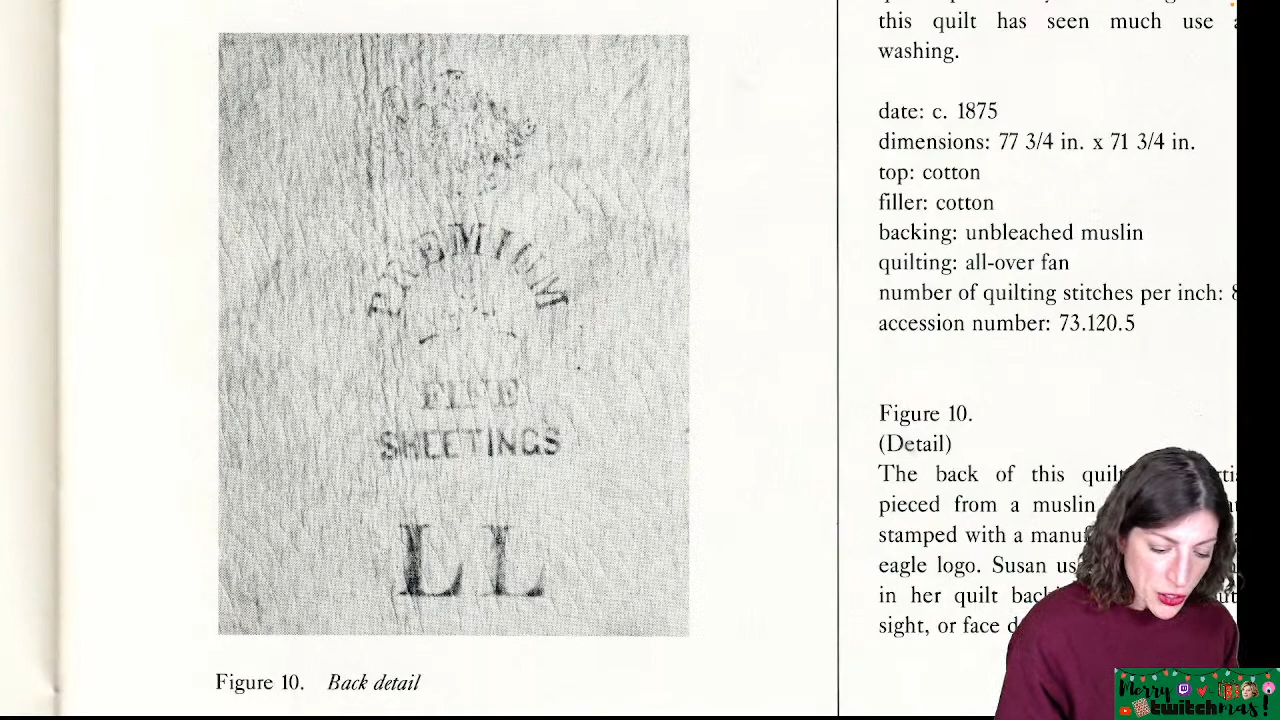 PREMIUM
FINE
SHEETINGS
LL
Figure 10. Back detail
this quilt has seen much use
washing.
date: c. 1875
dimensions: 77 3/4 in. x 71 3/4 in.
top: cotton
filler: cotton
backing: unbleached muslin
quilting: all-over fan
number of quilting stitches per inch: 8
accession number: 73.120.5
Figure 10.
(Detail)
The back of this quilt
pieced from a muslin
stamped with a
eagle logo. Susan
in her quilt
sight, or face
Merry
twitchmas!